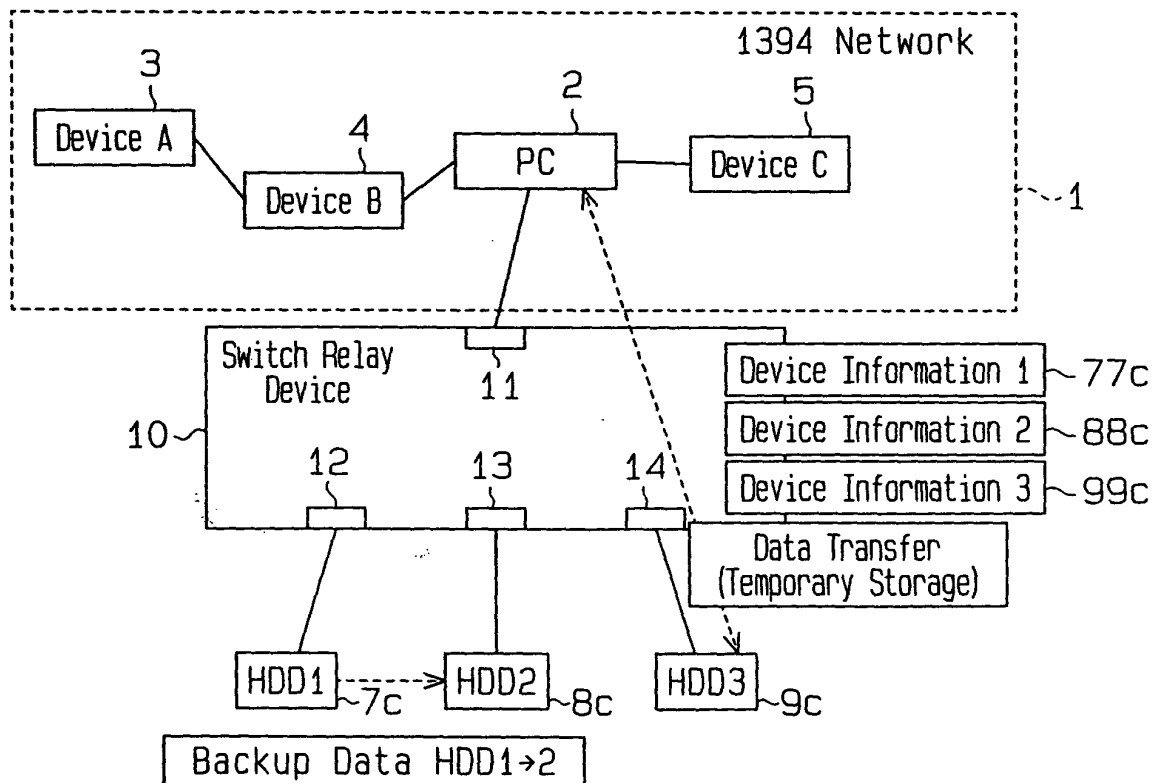 1394 Network
3
2
5
4
Device A
PC
Device C
Device B
1
Switch Relay
Device
11
Device Information 1
77c
10
Device Information 2
88c
12
13
14
Device Information 3
99c
Data Transfer
(Temporary Storage)
HDD1
HDD2
HDD3
7c
8c
9c
Backup Data HDD1→2